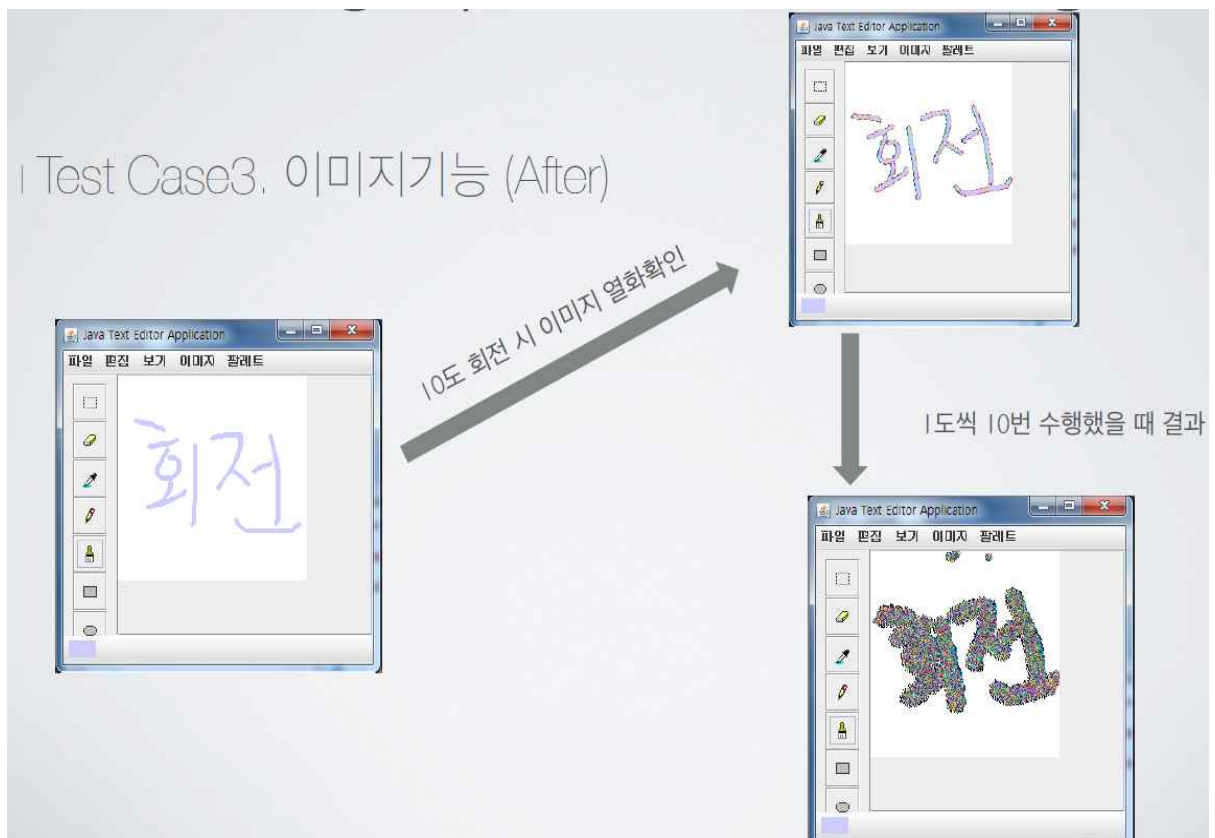 Test Case3. 이미지기능 (After)
Java Text Editor Application
파일 편집 보기 이미지 팔레트
회전
10도 회전 시 이미지 열화확인
Java Text Editor Application
파일 편집 보기 이미지 팔레트
회전
1도씩 10번 수행했을 때 결과
Java Text Editor Application
파일 편집 보기 이미지 팔레트
회전